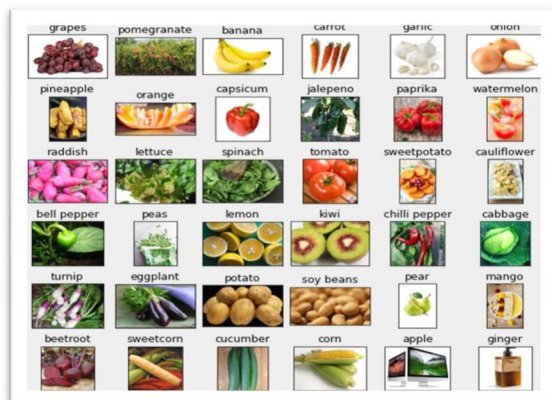 grapes pomegranate banana carrot garlic onion
pineapple orange capsicum jalepeno paprika watermelon
raddish lettuce spinach tomato sweetpotato cauliflower
bell pepper peas lemon kiwi chilli pepper cabbage
turnip eggplant potato soy beans pear mango
beetroot sweetcorn cucumber corn apple ginger